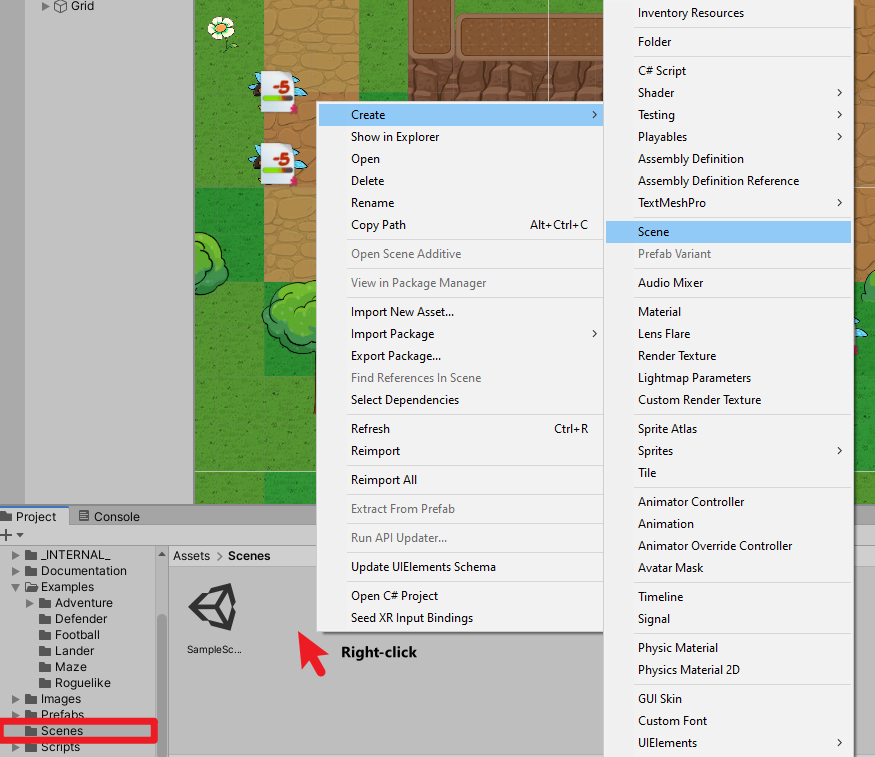 Grid
-5
-5
Create
Show in Explorer
Open
Delete
Rename
Copy Path Alt+Ctrl+C
Open Scene Additive
View in Package Manager
Import New Asset...
Import Package
Export Package...
Find References In Scene
Select Dependencies
Refresh Ctrl+R
Reimport
Reimport All
Extract From Prefab
Run API Updater...
Update UIElements Schema
Open C# Project
Seed XR Input Bindings
Inventory Resources
Folder
C# Script
Shader
Testing
Playables
Assembly Definition
Assembly Definition Reference
TextMeshPro
Scene
Prefab Variant
Audio Mixer
Material
Lens Flare
Render Texture
Lightmap Parameters
Custom Render Texture
Sprite Atlas
Sprites
Tile
Animator Controller
Animation
Animator Override Controller
Avatar Mask
Timeline
Signal
Physic Material
Physics Material 2D
GUI Skin
Custom Font
UIElements
Project Console
_INTERNAL_
Documentation
Examples
Adventure
Defender
Football
Lander
Maze
Roguelike
Images
Prefabs
Scenes
Scripts
Assets > Scenes
SampleSc...
Right-click